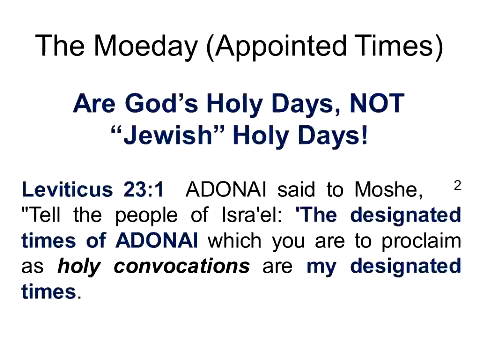 The Moeday (Appointed Times)
Are God’s Holy Days, NOT
“Jewish” Holy Days!
Leviticus 23:1 ADONAI said to Moshe, 2
"Tell the people of Isra'el: 'The designated
times of ADONAI which you are to proclaim
as holy convocations are my designated
times.